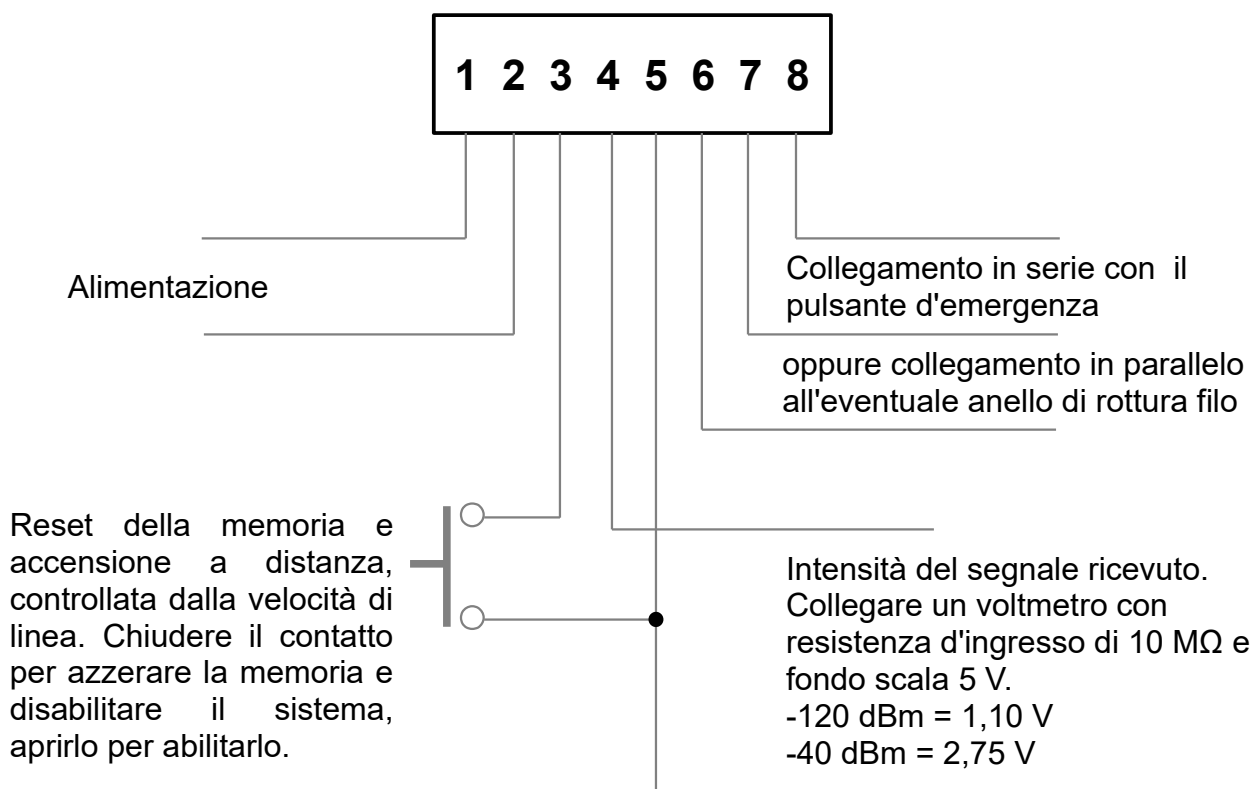 1 2 3 4 5 6 7 8
Alimentazione
Collegamento in serie con il
pulsante d'emergenza
oppure collegamento in parallelo
all'eventuale anello di rottura filo
Reset della memoria e
accensione a distanza,
controllata dalla velocità di
linea. Chiudere il contatto
per azzerare la memoria e
disabilitare il sistema,
aprirlo per abilitarlo.
Intensità del segnale ricevuto.
Collegare un voltmetro con
resistenza d'ingresso di 10 MΩ e
fondo scala 5 V.
-120 dBm = 1,10 V
-40 dBm = 2,75 V